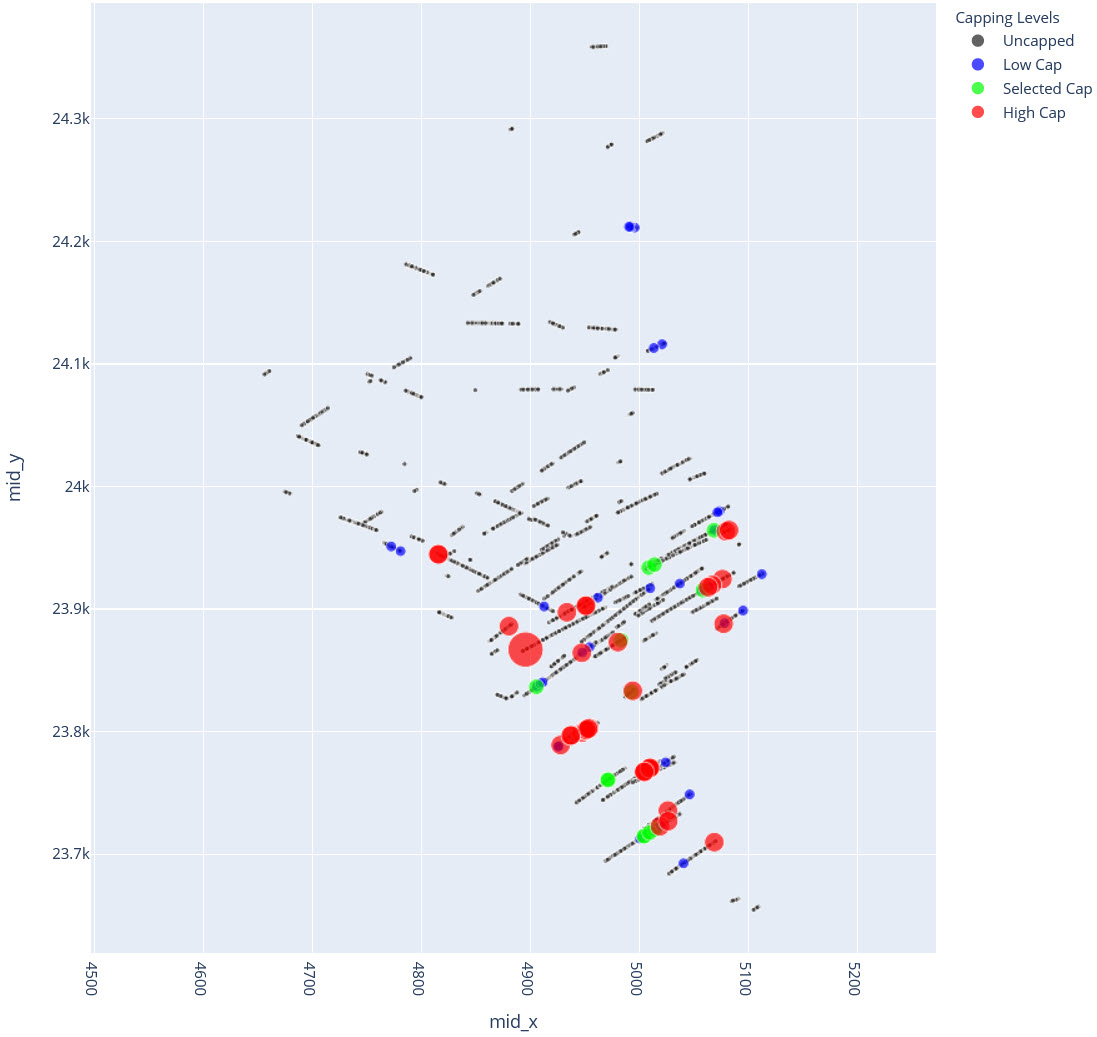 Capping Levels
Uncapped
Low Cap
Selected Cap
High Cap
24.3k
24.2k
24.1k
24k
23.9k
23.8k
23.7k
mid_y
4500
4600
4700
4800
4900
5000
5100
5200
mid_x